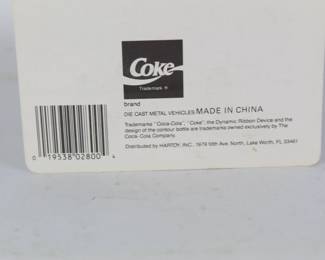 Coke
Trademark ®
brand
DIE CAST METAL VEHICLES MADE IN CHINA
Trademarks "Coca-Cola", "Coke", the Dynamic Ribbon Device and the
design of the contour bottle are trademarks owned exclusively by The
Coca-Cola Company.
Distributed by HARTOY, INC., Ave. North, Lake Worth, FL 33461
0 19538 02800 4